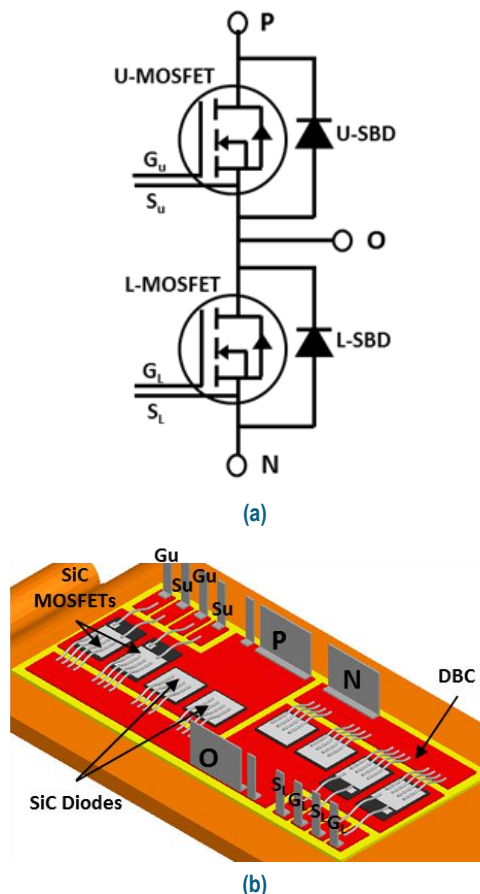 P
U-MOSFET
U-SBD
Gu
Su
O
L-MOSFET
L-SBD
GL
SL
N
(a)
Gu
SiC Gu
MOSFETs Su
Su
P
N
DBC
O
SL
GL
SL
GL
SiC Diodes
(b)